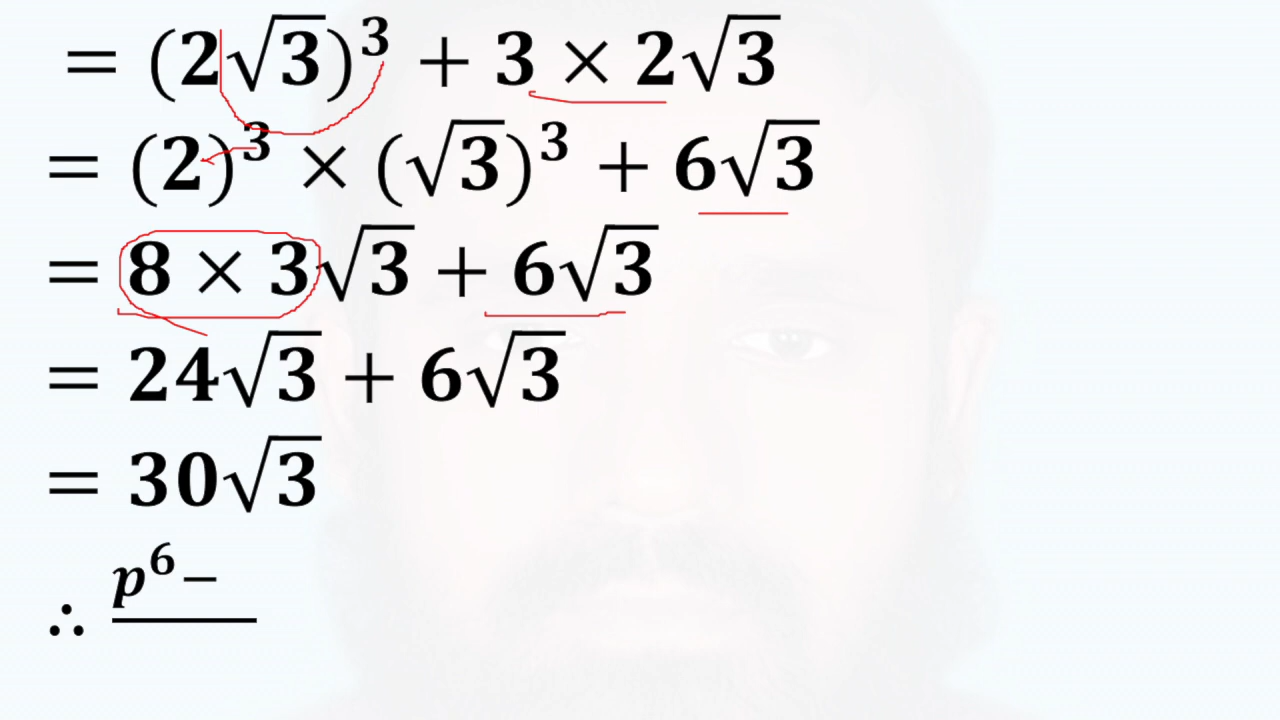 = (2√3)³ + 3 × 2√3
= (2)³ × (√3)³ + 6√3
= 8 × 3√3 + 6√3
= 24√3 + 6√3
= 30√3
∴ p⁶−